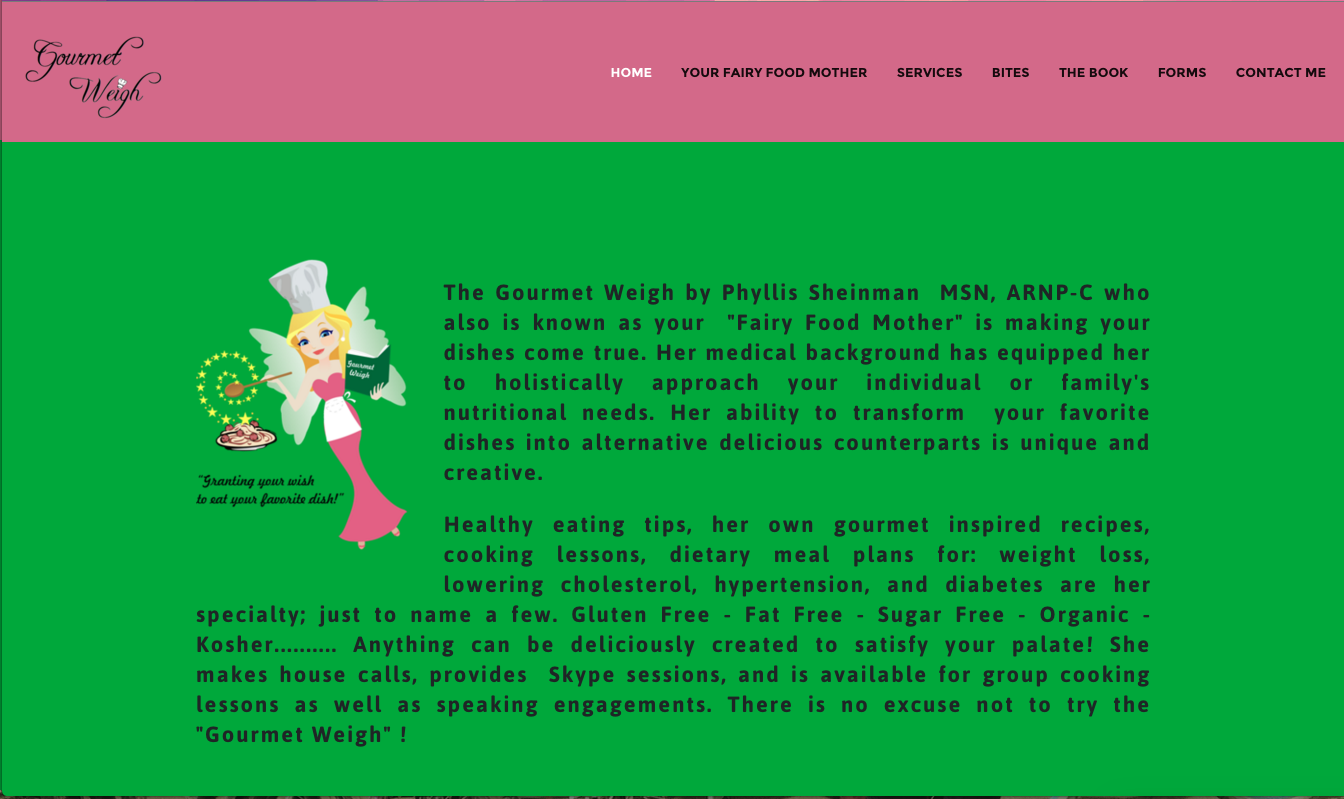 Gourmet
Weigh
HOME YOUR FAIRY FOOD MOTHER SERVICES BITES THE BOOK FORMS CONTACT ME
Gourmet
Weigh
"Granting your wish
to eat your favorite dish!"
The Gourmet Weigh by Phyllis Sheinman MSN, ARNP-C who
also is known as your "Fairy Food Mother" is making your
dishes come true. Her medical background has equipped her
to holistically approach your individual or family's
nutritional needs. Her ability to transform your favorite
dishes into alternative delicious counterparts is unique and
creative.
Healthy eating tips, her own gourmet inspired recipes,
cooking lessons, dietary meal plans for: weight loss,
lowering cholesterol, hypertension, and diabetes are her
specialty; just to name a few. Gluten Free - Fat Free - Sugar Free - Organic -
Kosher.......... Anything can be deliciously created to satisfy your palate! She
makes house calls, provides Skype sessions, and is available for group cooking
lessons as well as speaking engagements. There is no excuse not to try the
"Gourmet Weigh" !